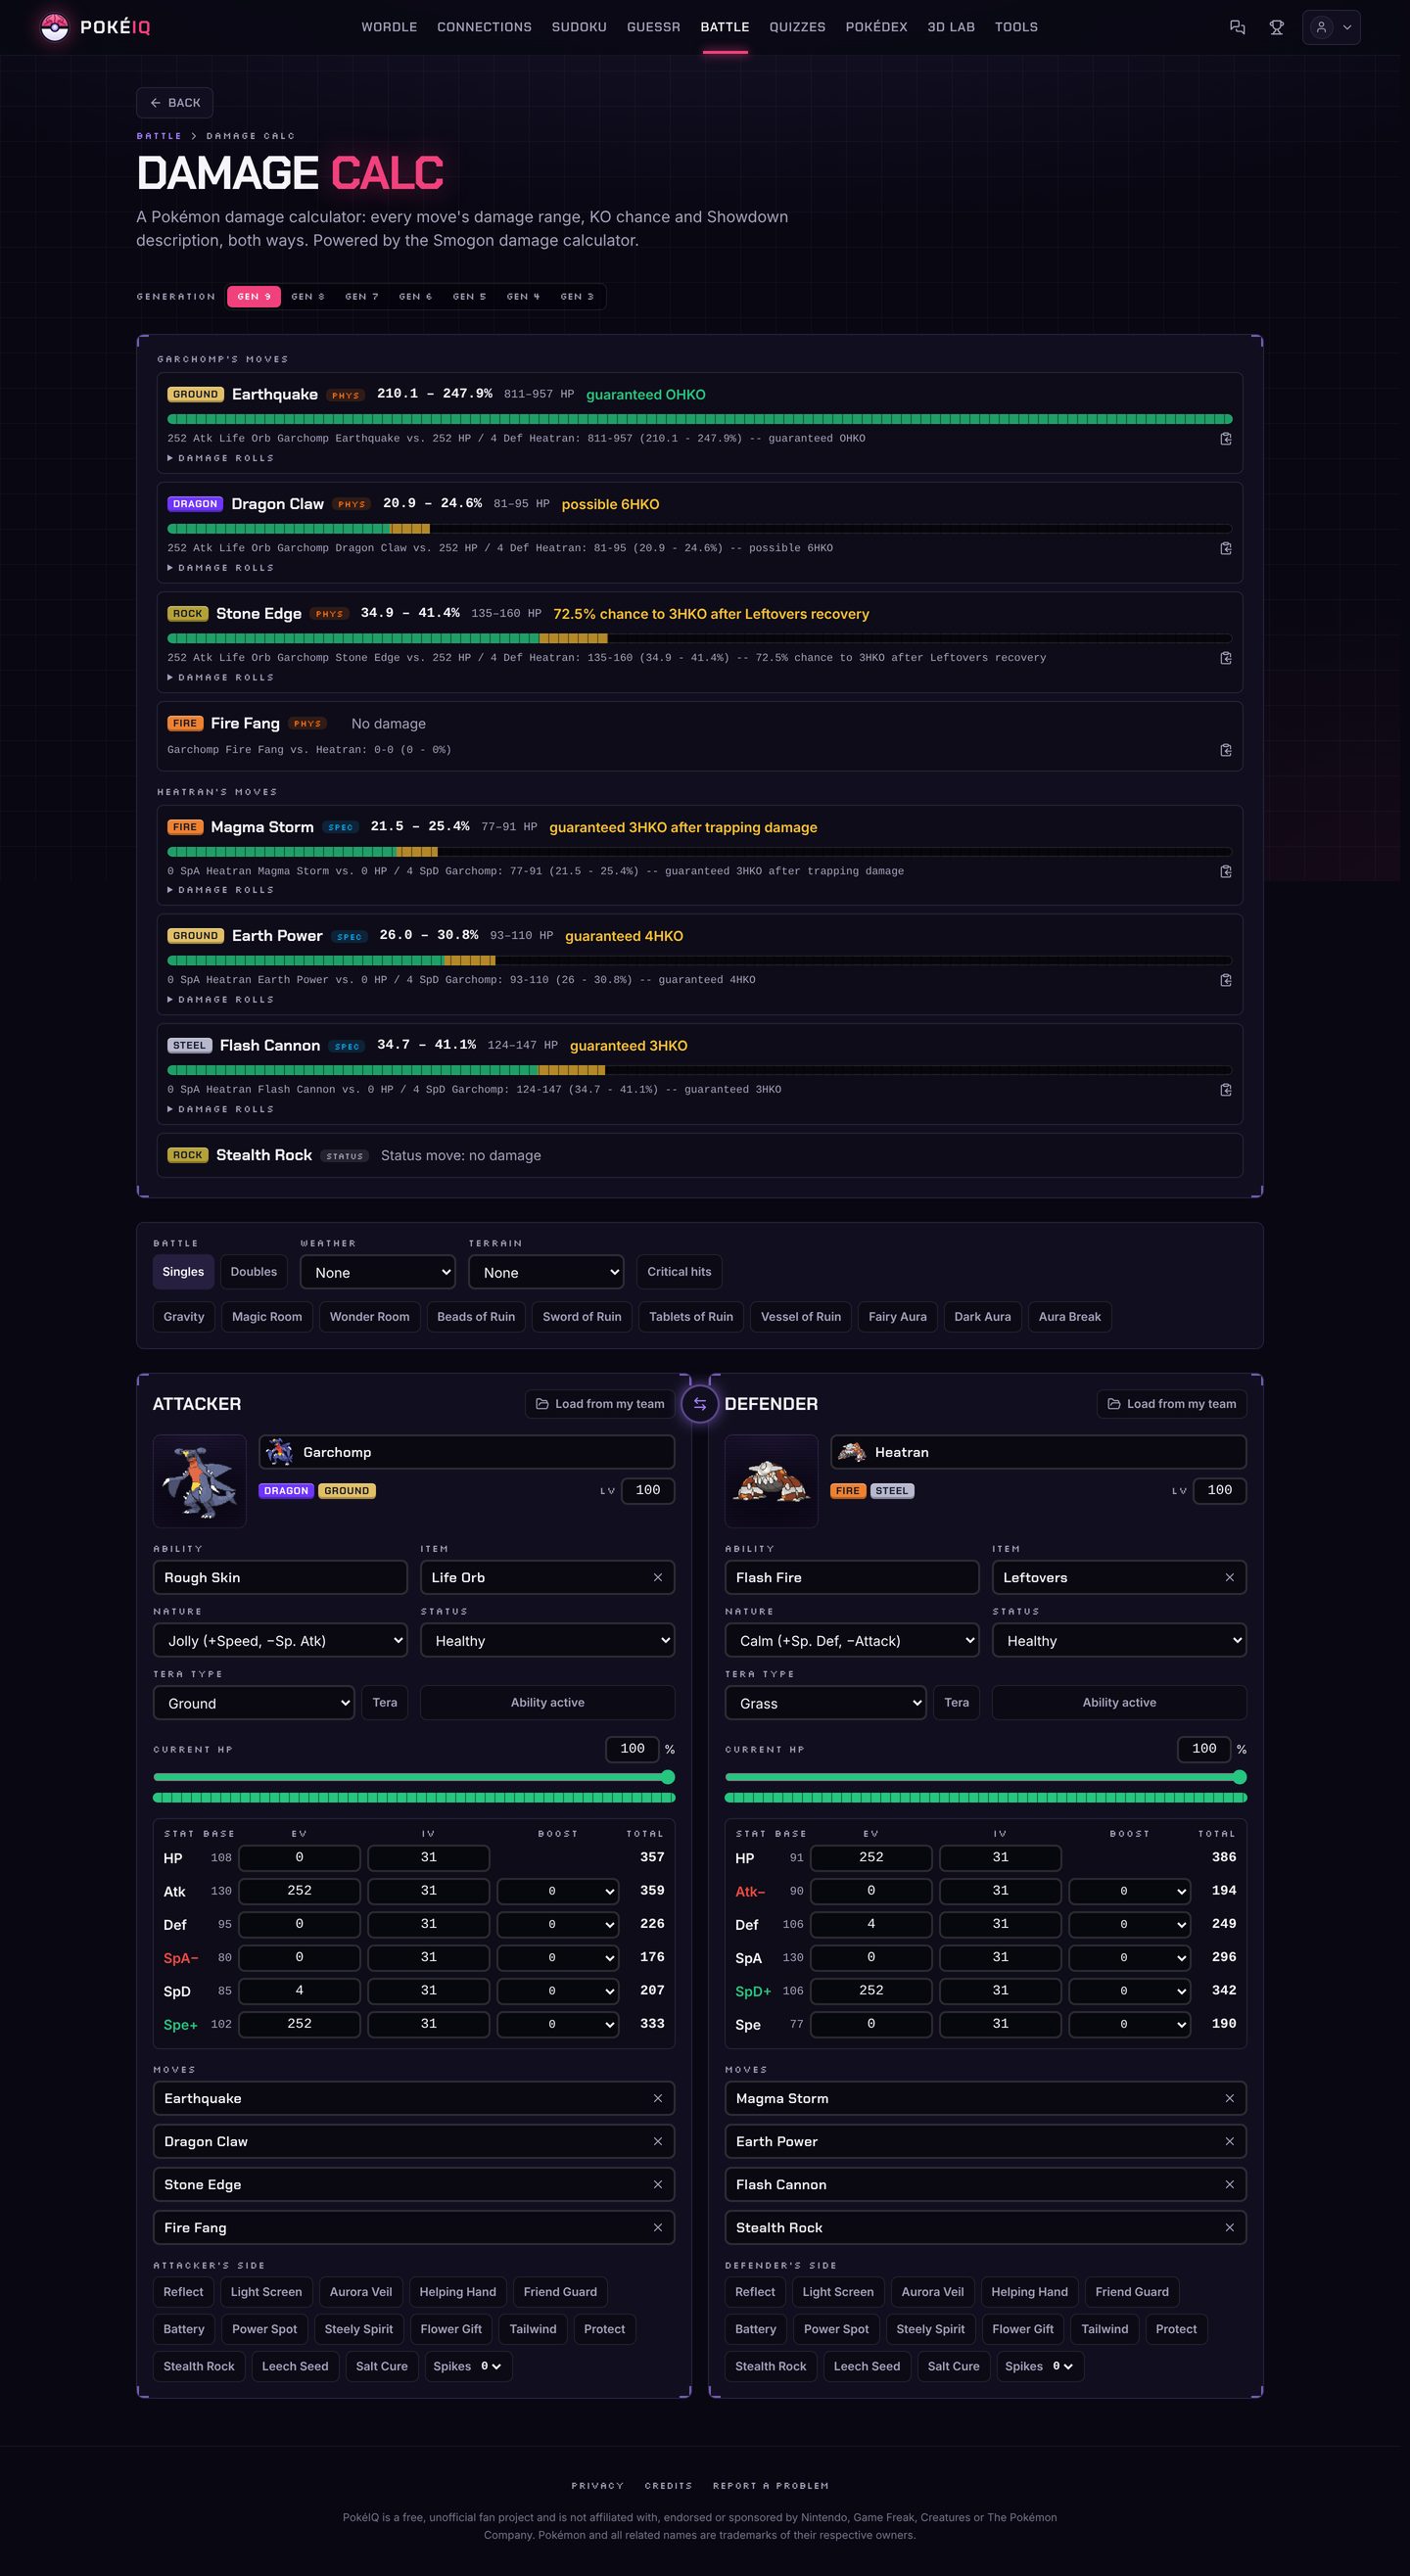 POKÉIQ
WORDLE CONNECTIONS SUDOKU GUESSR BATTLE QUIZZES POKÉDEX 3D LAB TOOLS
BACK
BATTLE > DAMAGE CALC
DAMAGE CALC
A Pokémon damage calculator: every move's damage range, KO chance and Showdown
description, both ways. Powered by the Smogon damage calculator.
GENERATION GEN 9 GEN 8 GEN 7 GEN 6 GEN 5 GEN 4 GEN 3
GARCHOMP'S MOVES
GROUND Earthquake PHYS 210.1 – 247.9% 811–957 HP guaranteed OHKO
252 Atk Life Orb Garchomp Earthquake vs. 252 HP / 4 Def Heatran: 811-957 (210.1 - 247.9%) -- guaranteed OHKO
DAMAGE ROLLS
DRAGON Dragon Claw PHYS 20.9 – 24.6% 81–95 HP possible 6HKO
252 Atk Life Orb Garchomp Dragon Claw vs. 252 HP / 4 Def Heatran: 81-95 (20.9 - 24.6%) -- possible 6HKO
DAMAGE ROLLS
ROCK Stone Edge PHYS 34.9 – 41.4% 135–160 HP 72.5% chance to 3HKO after Leftovers recovery
252 Atk Life Orb Garchomp Stone Edge vs. 252 HP / 4 Def Heatran: 135-160 (34.9 - 41.4%) -- 72.5% chance to 3HKO after Leftovers recovery
DAMAGE ROLLS
FIRE Fire Fang PHYS No damage
Garchomp Fire Fang vs. Heatran: 0-0 (0 - 0%)
HEATRAN'S MOVES
FIRE Magma Storm SPEC 21.5 – 25.4% 77–91 HP guaranteed 3HKO after trapping damage
0 SpA Heatran Magma Storm vs. 0 HP / 4 SpD Garchomp: 77-91 (21.5 - 25.4%) -- guaranteed 3HKO after trapping damage
DAMAGE ROLLS
GROUND Earth Power SPEC 26.0 – 30.8% 93–110 HP guaranteed 4HKO
0 SpA Heatran Earth Power vs. 0 HP / 4 SpD Garchomp: 93-110 (26 - 30.8%) -- guaranteed 4HKO
DAMAGE ROLLS
STEEL Flash Cannon SPEC 34.7 – 41.1% 124–147 HP guaranteed 3HKO
0 SpA Heatran Flash Cannon vs. 0 HP / 4 SpD Garchomp: 124-147 (34.7 - 41.1%) -- guaranteed 3HKO
DAMAGE ROLLS
ROCK Stealth Rock STATUS Status move: no damage
BATTLE WEATHER TERRAIN
Singles Doubles None None Critical hits
Gravity Magic Room Wonder Room Beads of Ruin Sword of Ruin Tablets of Ruin Vessel of Ruin Fairy Aura Dark Aura Aura Break
ATTACKER Load from my team
Garchomp
DRAGON GROUND LV 100
ABILITY ITEM
Rough Skin Life Orb
NATURE STATUS
Jolly (+Speed, −Sp. Atk) Healthy
TERA TYPE
Ground Tera Ability active
CURRENT HP 100 %
STAT BASE EV IV BOOST TOTAL
HP 108 0 31 357
Atk 130 252 31 0 359
Def 95 0 31 0 226
SpA− 80 0 31 0 176
SpD 85 4 31 0 207
Spe+ 102 252 31 0 333
MOVES
Earthquake
Dragon Claw
Stone Edge
Fire Fang
ATTACKER'S SIDE
Reflect Light Screen Aurora Veil Helping Hand Friend Guard
Battery Power Spot Steely Spirit Flower Gift Tailwind Protect
Stealth Rock Leech Seed Salt Cure Spikes 0
DEFENDER Load from my team
Heatran
FIRE STEEL LV 100
ABILITY ITEM
Flash Fire Leftovers
NATURE STATUS
Calm (+Sp. Def, −Attack) Healthy
TERA TYPE
Grass Tera Ability active
CURRENT HP 100 %
STAT BASE EV IV BOOST TOTAL
HP 91 252 31 386
Atk− 90 0 31 0 194
Def 106 4 31 0 249
SpA 130 0 31 0 296
SpD+ 106 252 31 0 342
Spe 77 0 31 0 190
MOVES
Magma Storm
Earth Power
Flash Cannon
Stealth Rock
DEFENDER'S SIDE
Reflect Light Screen Aurora Veil Helping Hand Friend Guard
Battery Power Spot Steely Spirit Flower Gift Tailwind Protect
Stealth Rock Leech Seed Salt Cure Spikes 0
PRIVACY CREDITS REPORT A PROBLEM
PokéIQ is a free, unofficial fan project and is not affiliated with, endorsed or sponsored by Nintendo, Game Freak, Creatures or The Pokémon
Company. Pokémon and all related names are trademarks of their respective owners.